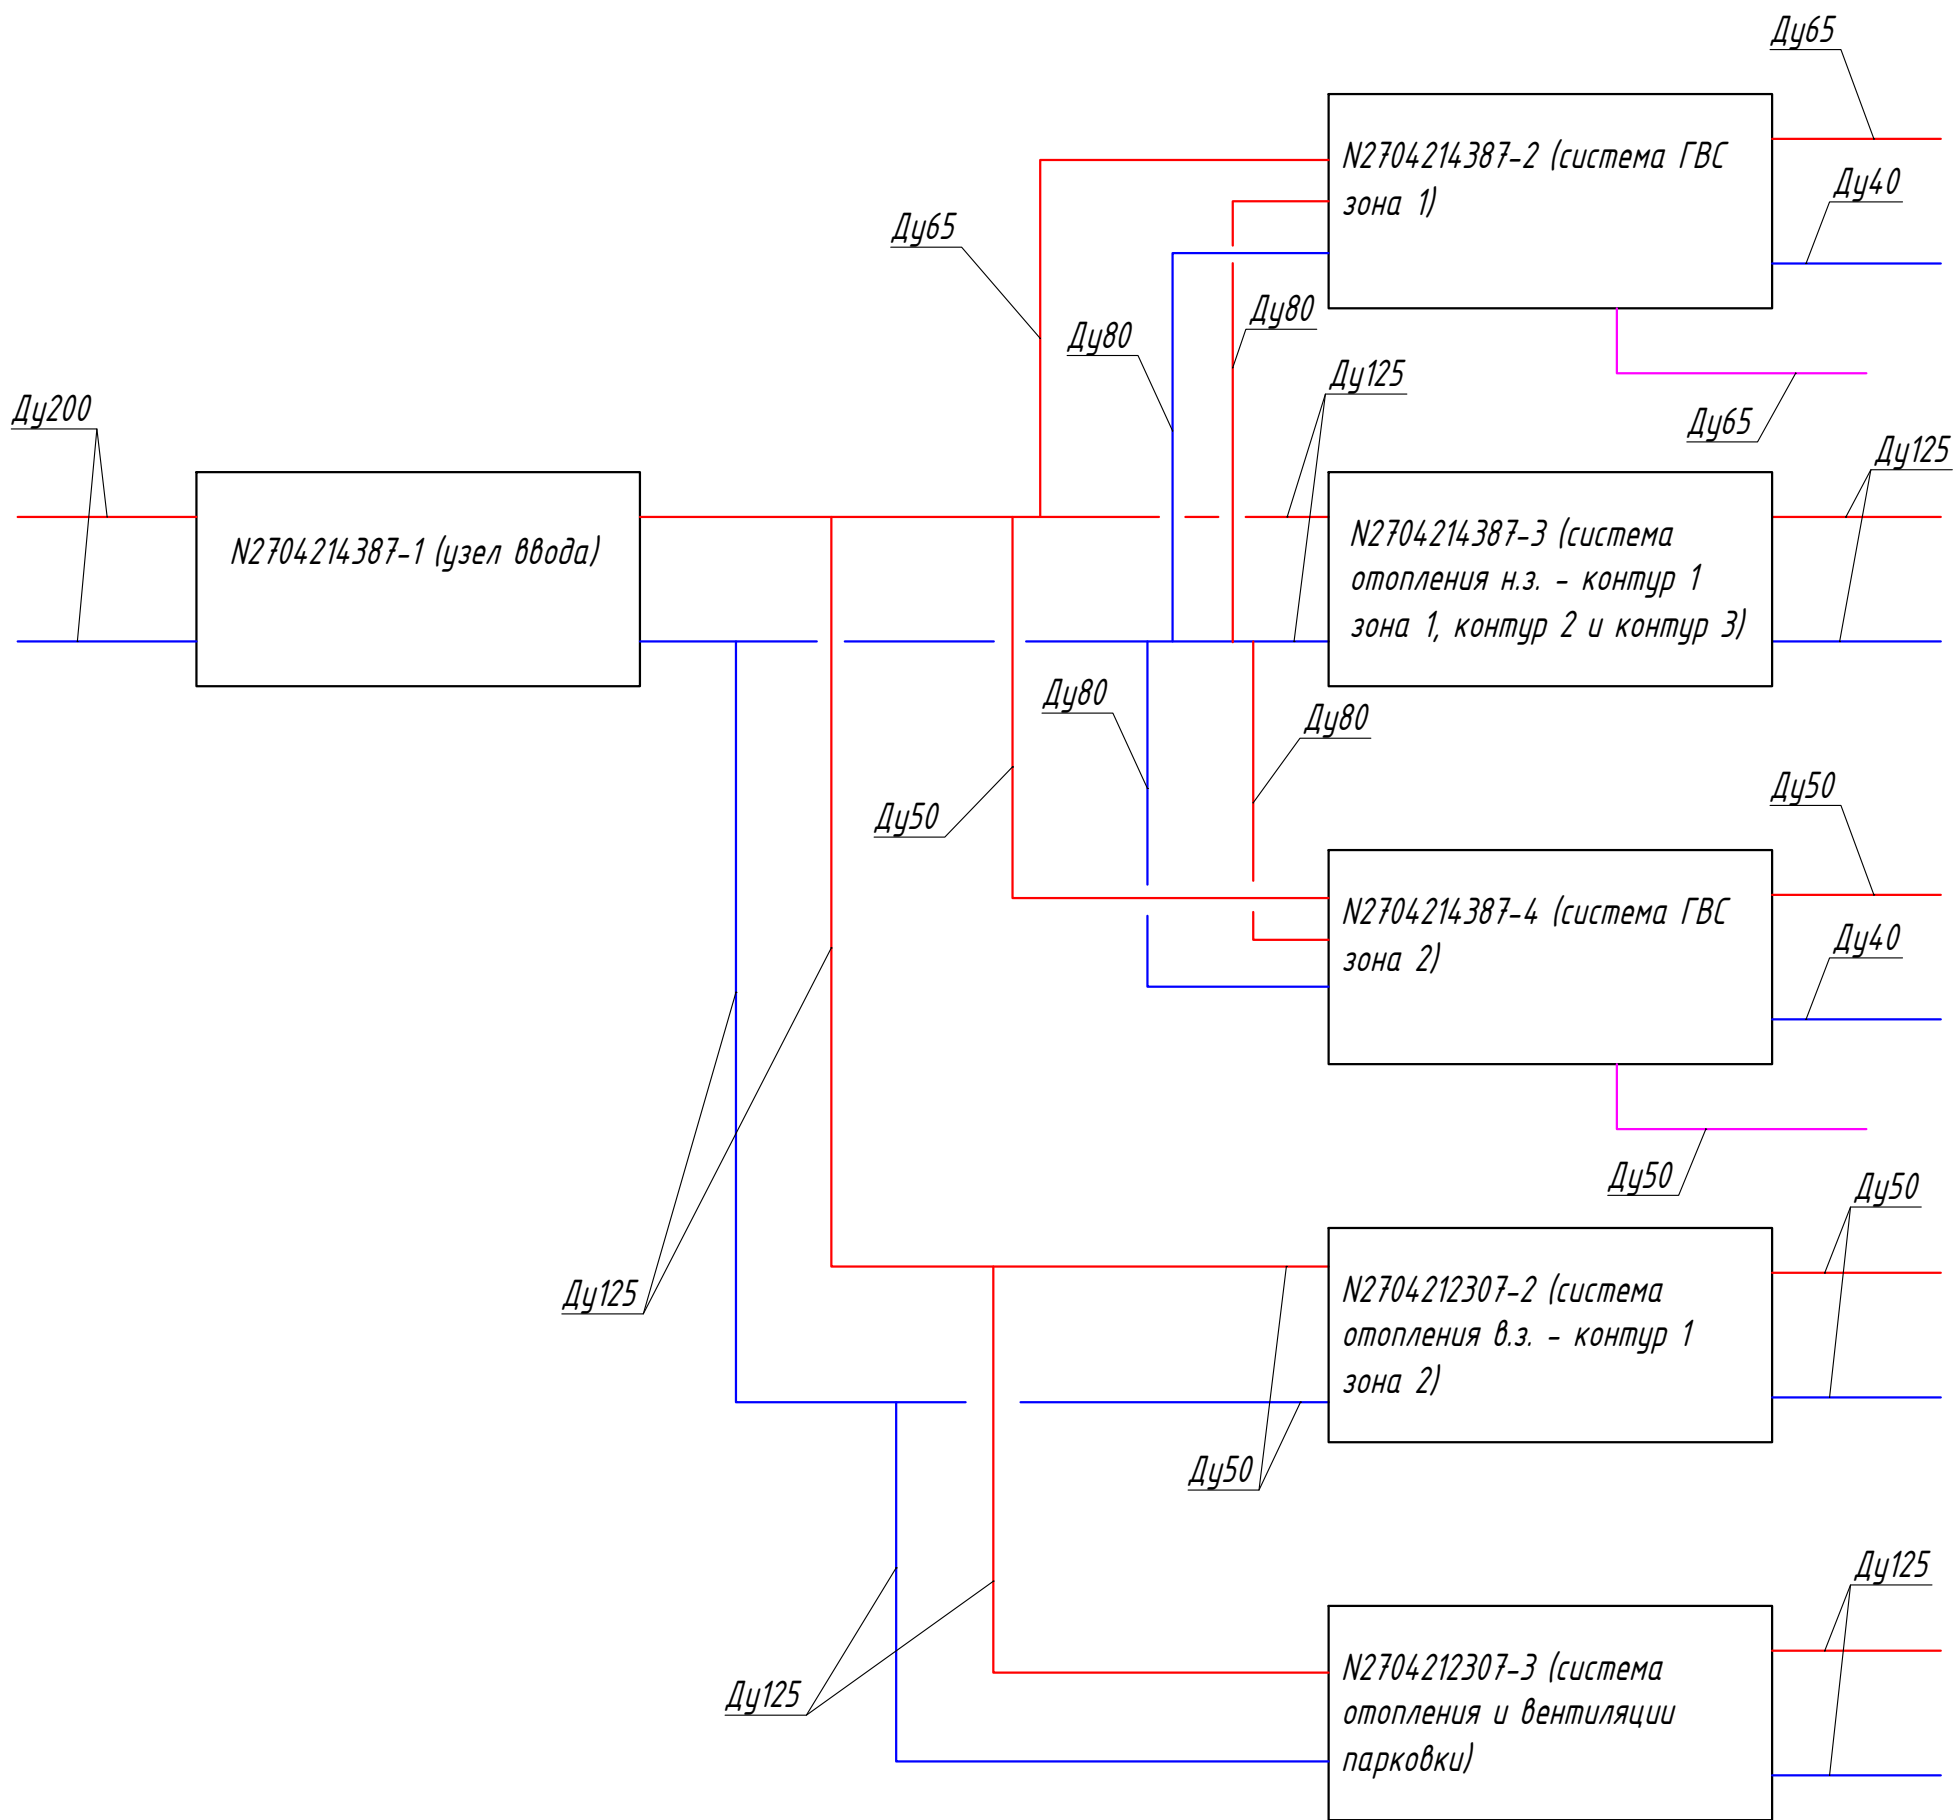 Ду65
N2704214387-2 (система ГВС
зона 1)
Ду40
Ду65
Ду80
Ду80
Ду125
Ду65
Ду200
Ду125
N2704214387-1 (узел ввода)
N2704214387-3 (система
отопления н.з. - контур 1
зона 1, контур 2 и контур 3)
Ду80
Ду80
Ду50
Ду50
N2704214387-4 (система ГВС
зона 2)
Ду40
Ду50
Ду50
Ду125
N2704212307-2 (система
отопления в.з. - контур 1
зона 2)
Ду50
Ду125
N2704212307-3 (система
отопления и вентиляции
парковки)
Ду125